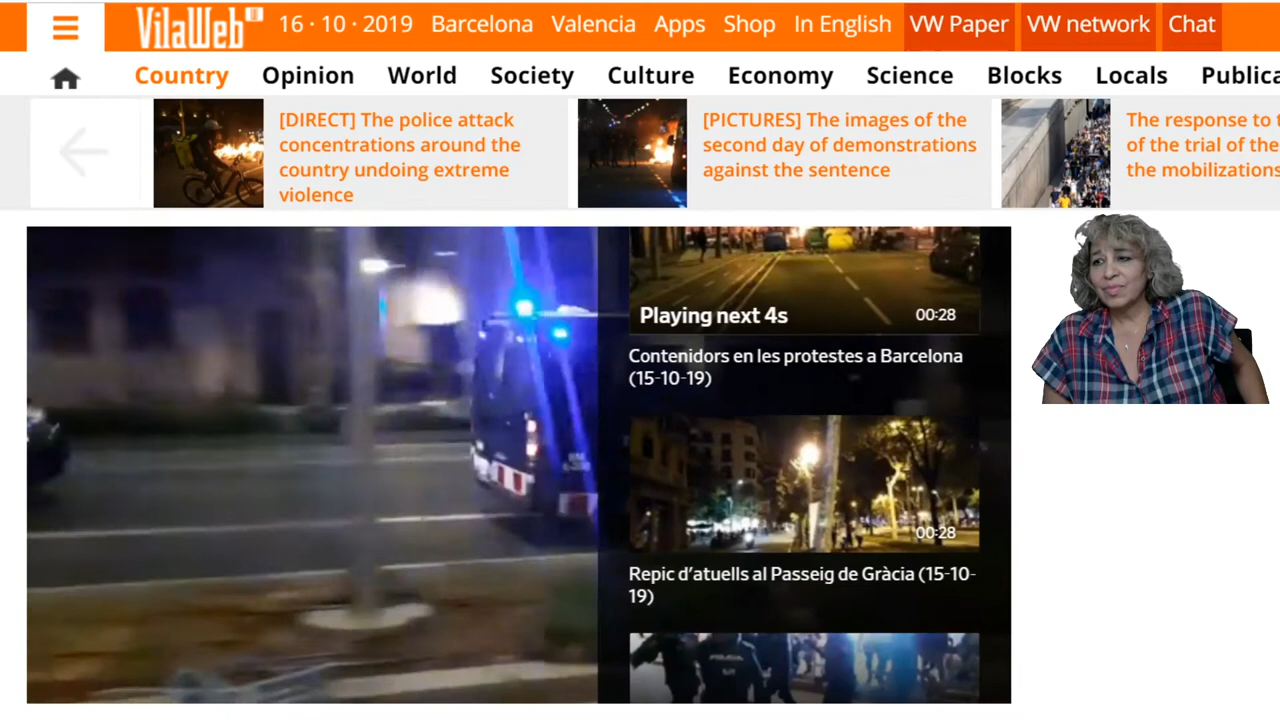 VilaWeb
16 · 10 · 2019 Barcelona Valencia Apps Shop In English VW Paper VW network Chat
Country Opinion World Society Culture Economy Science Blocks Locals Publica
[DIRECT] The police attack
concentrations around the
country undoing extreme
violence
[PICTURES] The images of the
second day of demonstrations
against the sentence
The response to t
of the trial of the
the mobilizations
Playing next 4s
00:28
Contenidors en les protestes a Barcelona
(15-10-19)
00:28
Repic d'atuells al Passeig de Gràcia (15-10-
19)